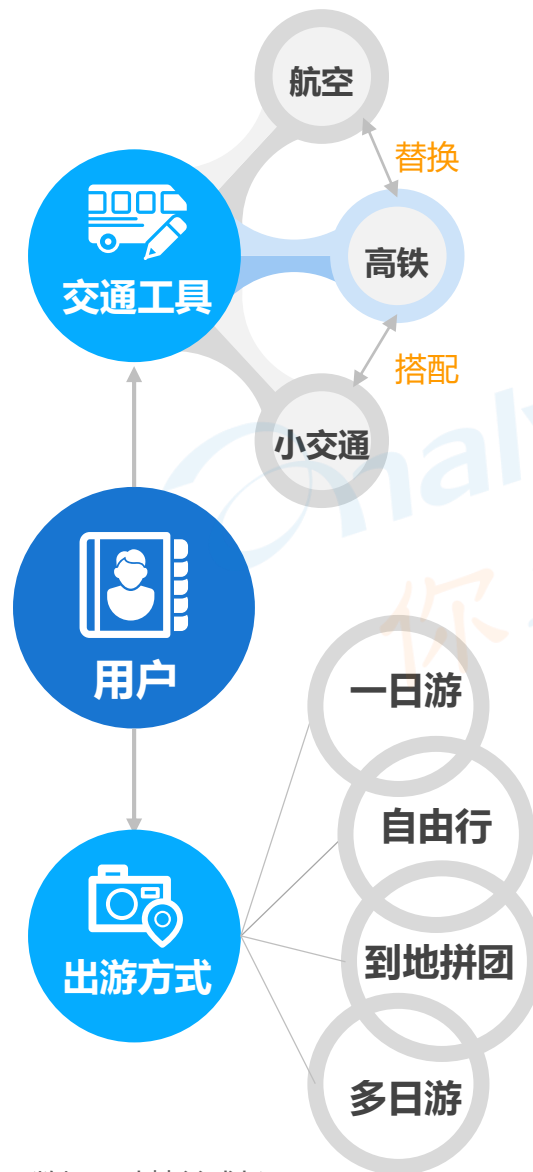 航空
替换
交通工具
高铁
搭配
小交通
用户
一日游
自由行
到地拼团
出游方式
多日游